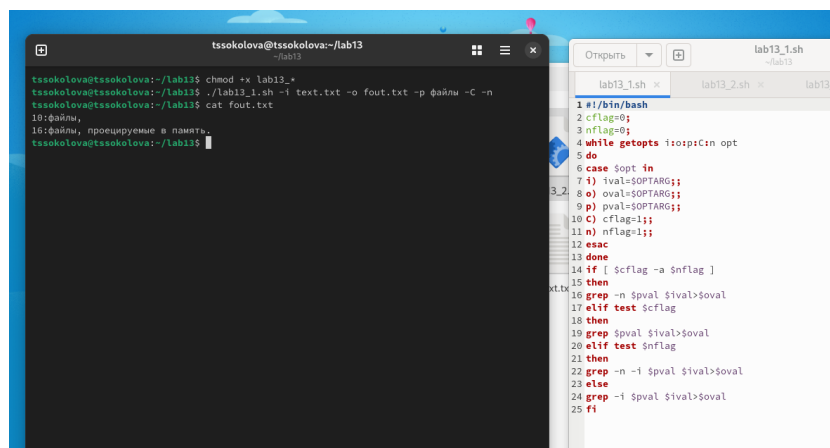 tssokolova@tssokolova:~/lab13
~/lab13
tssokolova@tssokolova:~/lab13$ chmod +x lab13_*
tssokolova@tssokolova:~/lab13$ ./lab13_1.sh -i text.txt -o fout.txt -p файлы -C -n
tssokolova@tssokolova:~/lab13$ cat fout.txt
10:файлы,
16:файлы, проецируемые в память.
tssokolova@tssokolova:~/lab13$
3_2.
xt.tx
Открыть
lab13_1.sh
~/lab13
lab13_1.sh × lab13_2.sh × lab13
1 #!/bin/bash
2 cflag=0;
3 nflag=0;
4 while getopts i:o:p:C:n opt
5 do
6 case $opt in
7 i) ival=$OPTARG;;
8 o) oval=$OPTARG;;
9 p) pval=$OPTARG;;
10 C) cflag=1;;
11 n) nflag=1;;
12 esac
13 done
14 if [ $cflag -a $nflag ]
15 then
16 grep -n $pval $ival>$oval
17 elif test $cflag
18 then
19 grep $pval $ival>$oval
20 elif test $nflag
21 then
22 grep -n -i $pval $ival>$oval
23 else
24 grep -i $pval $ival>$oval
25 fi